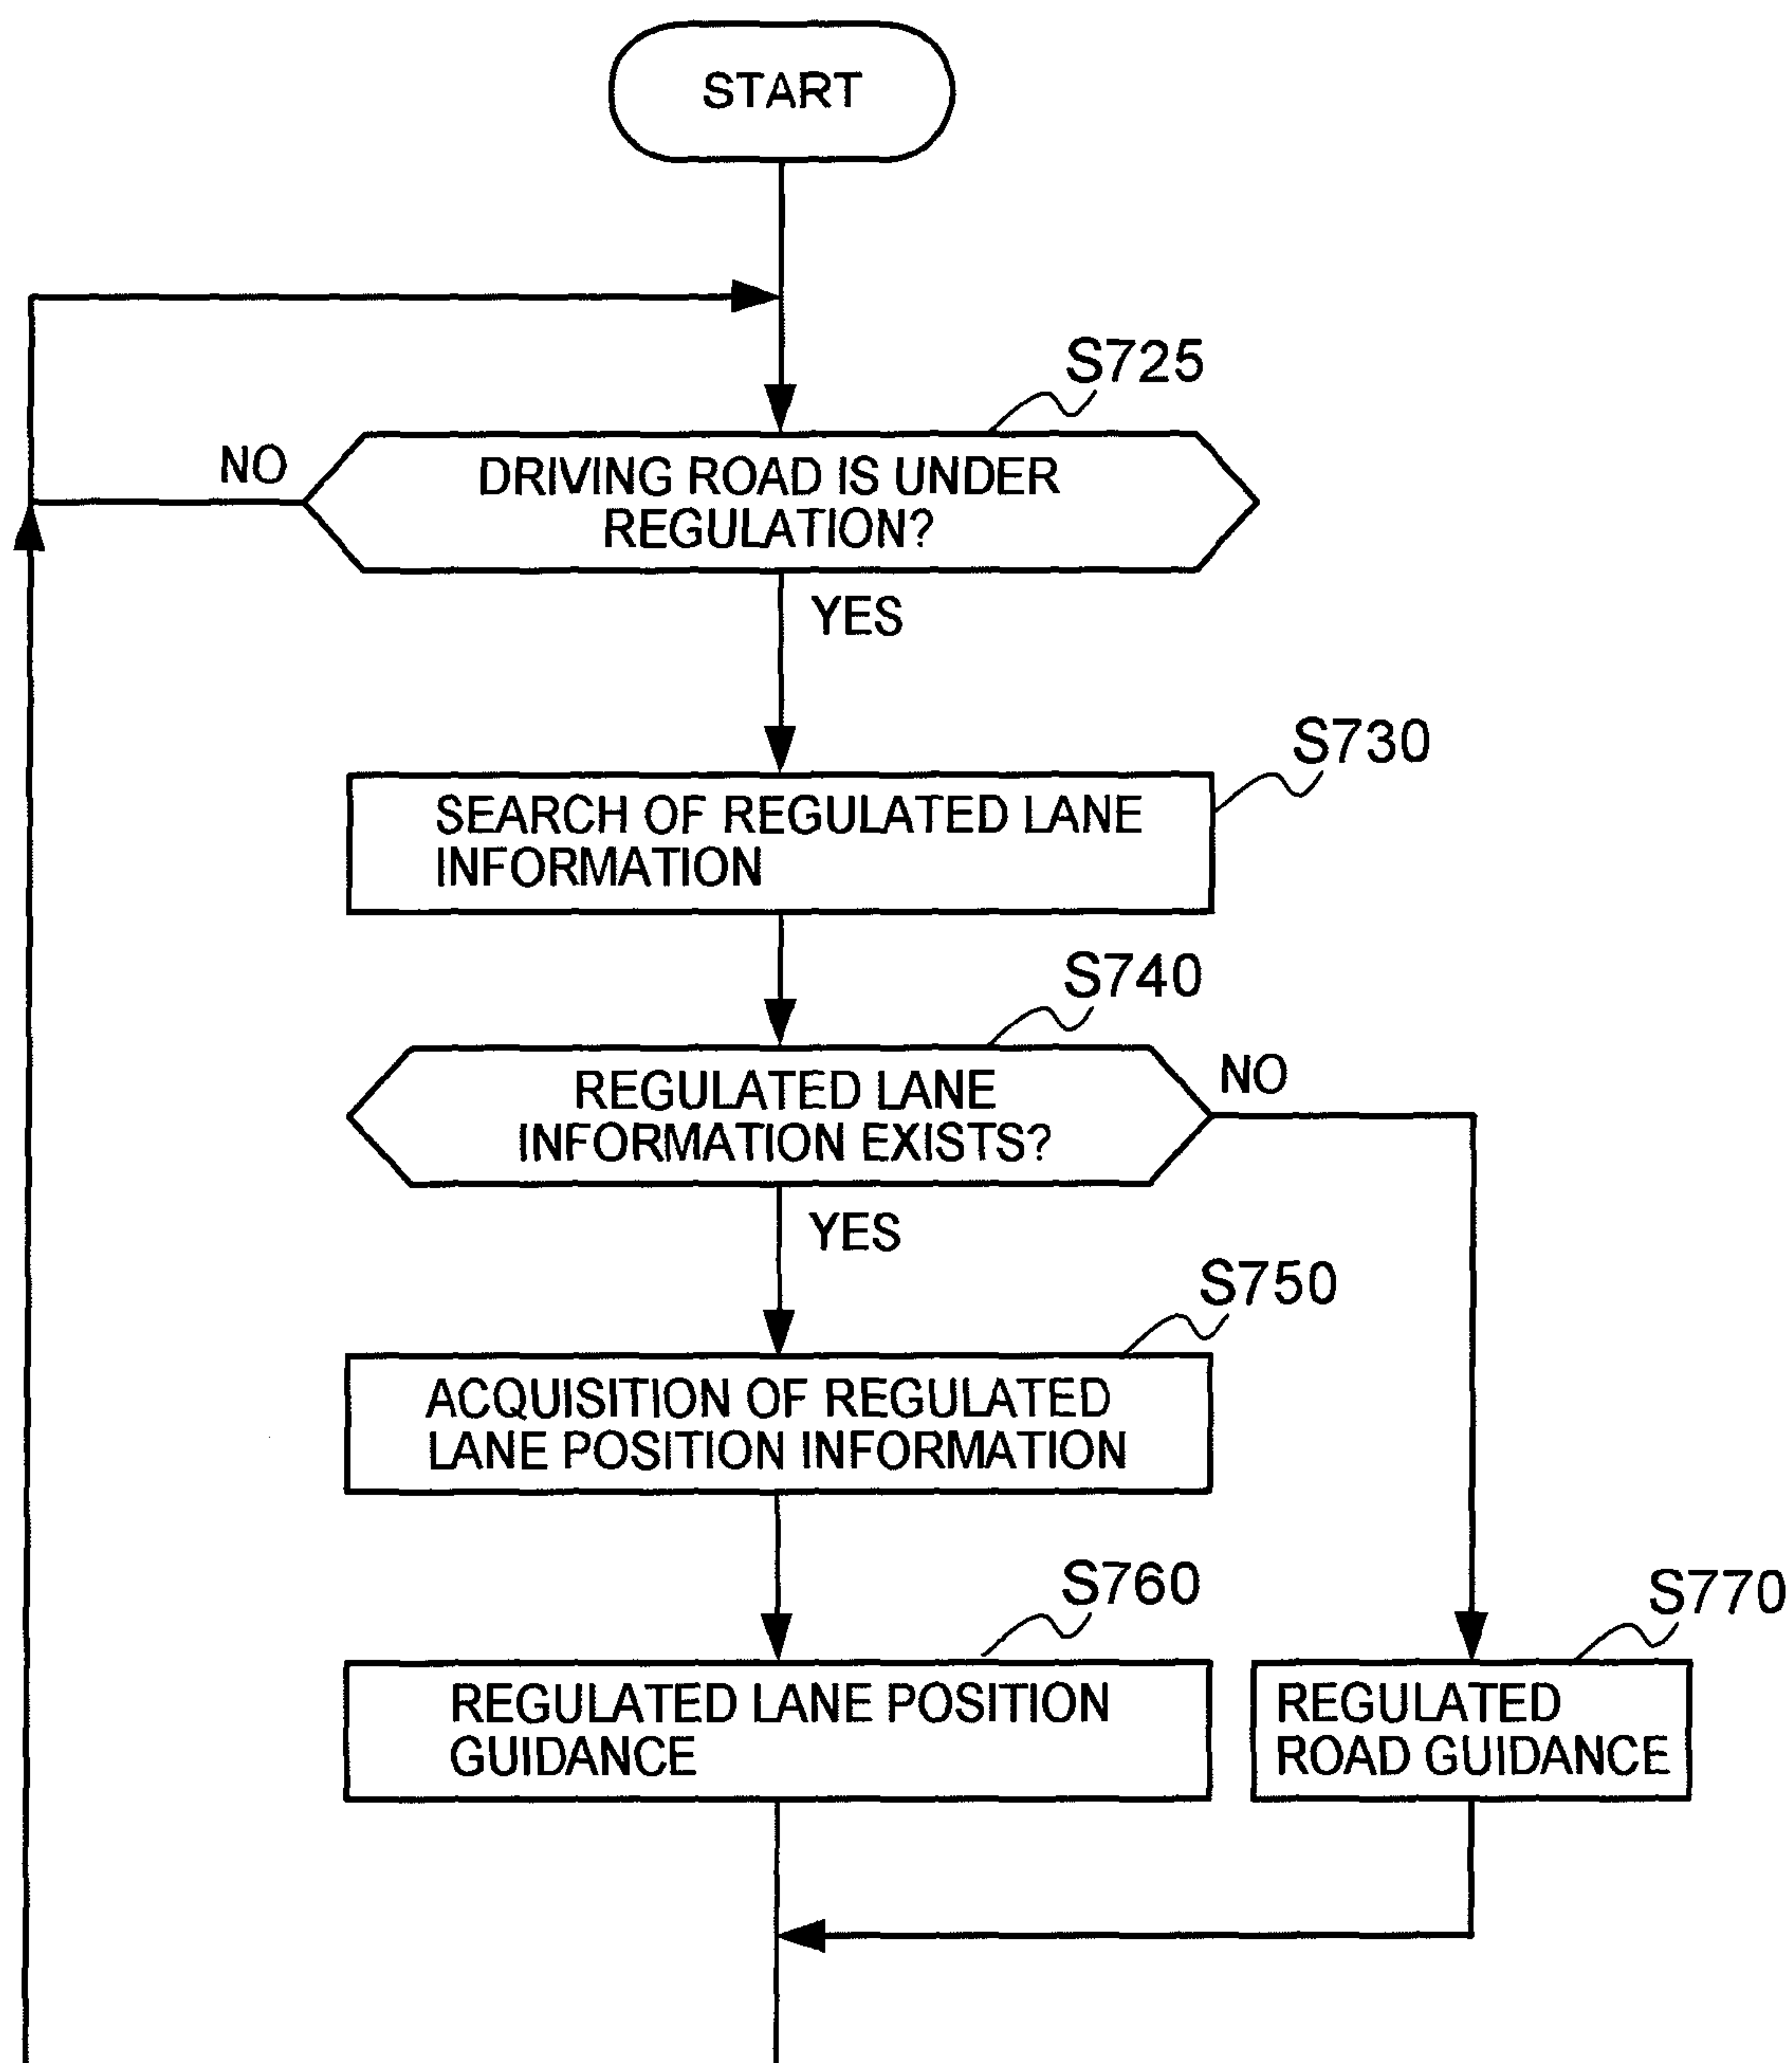 START
S725
NO
DRIVING ROAD IS UNDER
REGULATION?
YES
S730
SEARCH OF REGULATED LANE
INFORMATION
S740
REGULATED LANE
INFORMATION EXISTS?
NO
YES
S750
ACQUISITION OF REGULATED
LANE POSITION INFORMATION
S760
REGULATED LANE POSITION
GUIDANCE
S770
REGULATED
ROAD GUIDANCE